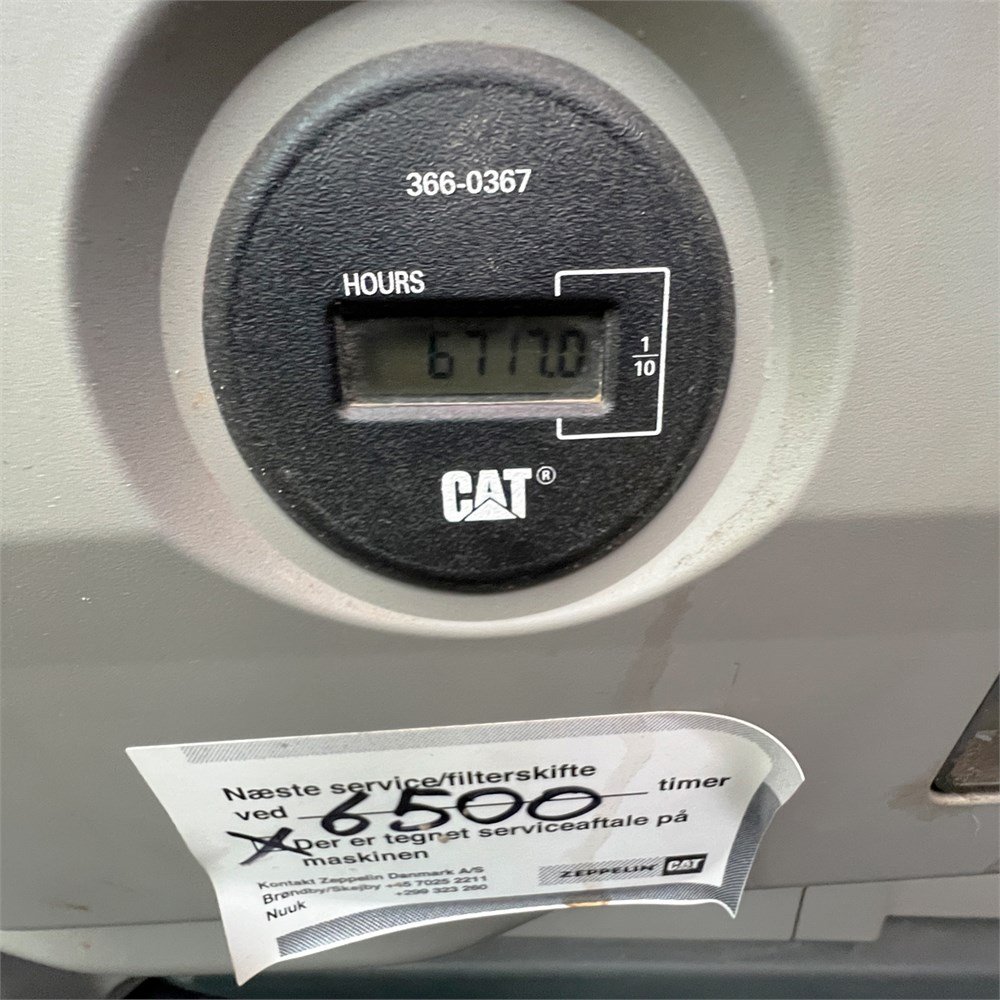 366-0367
HOURS
6717.0
1
10
CAT®
Næste service/filterskifte
ved 6500 timer
X Der er tegnet serviceaftale på
maskinen
Kontakt Zeppelin Danmark A/S
Brøndby/Skejby +45 7025 2211
Nuuk +299 323 260
ZEPPELIN CAT